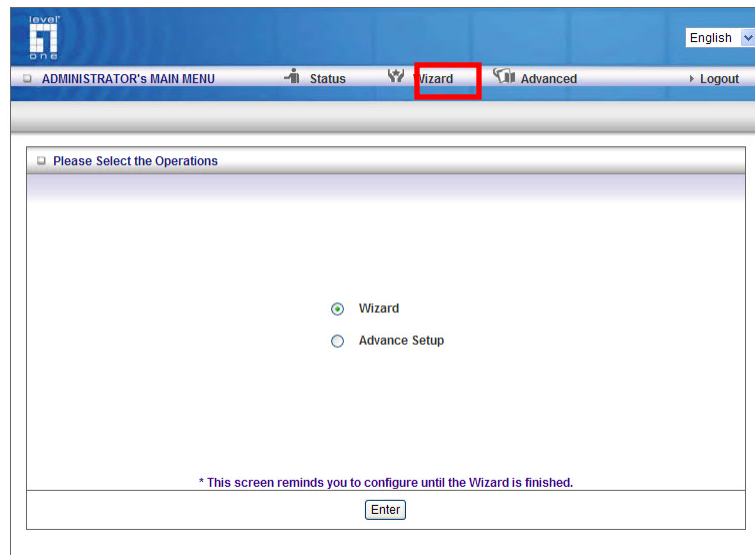 level
one
English
ADMINISTRATOR's MAIN MENU Status Wizard Advanced Logout
Please Select the Operations
Wizard
Advance Setup
* This screen reminds you to configure until the Wizard is finished.
Enter